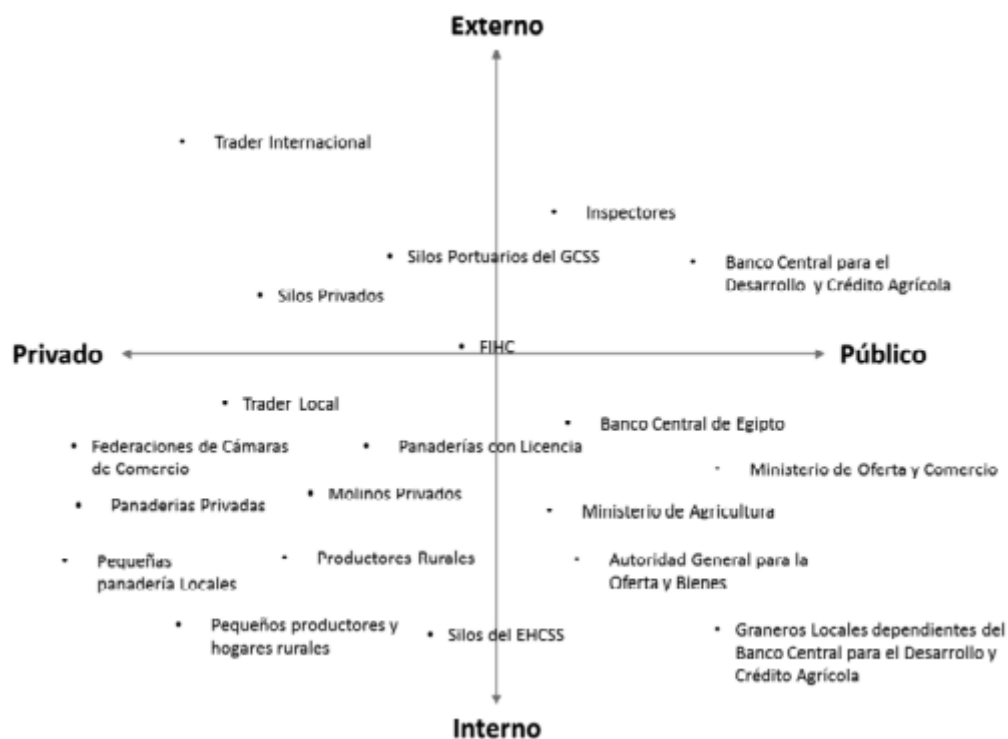 Externo
Trader Internacional
Inspectores
Silos Portuarios del GCSS
Banco Central para el
Desarrollo y Crédito Agrícola
Silos Privados
FIHC
Privado
Público
Trader Local
Banco Central de Egipto
Federaciones de Cámaras
de Comercio
Panaderías con Licencia
Ministerio de Oferta y Comercio
Molinos Privados
Panaderias Privadas
Ministerio de Agricultura
Pequeñas
panadería Locales
Productores Rurales
Autoridad General para la
Oferta y Bienes
Pequeños productores y
hogares rurales
Silos del EHCSS
Graneros Locales dependientes del
Banco Central para el Desarrollo y
Crédito Agrícola
Interno